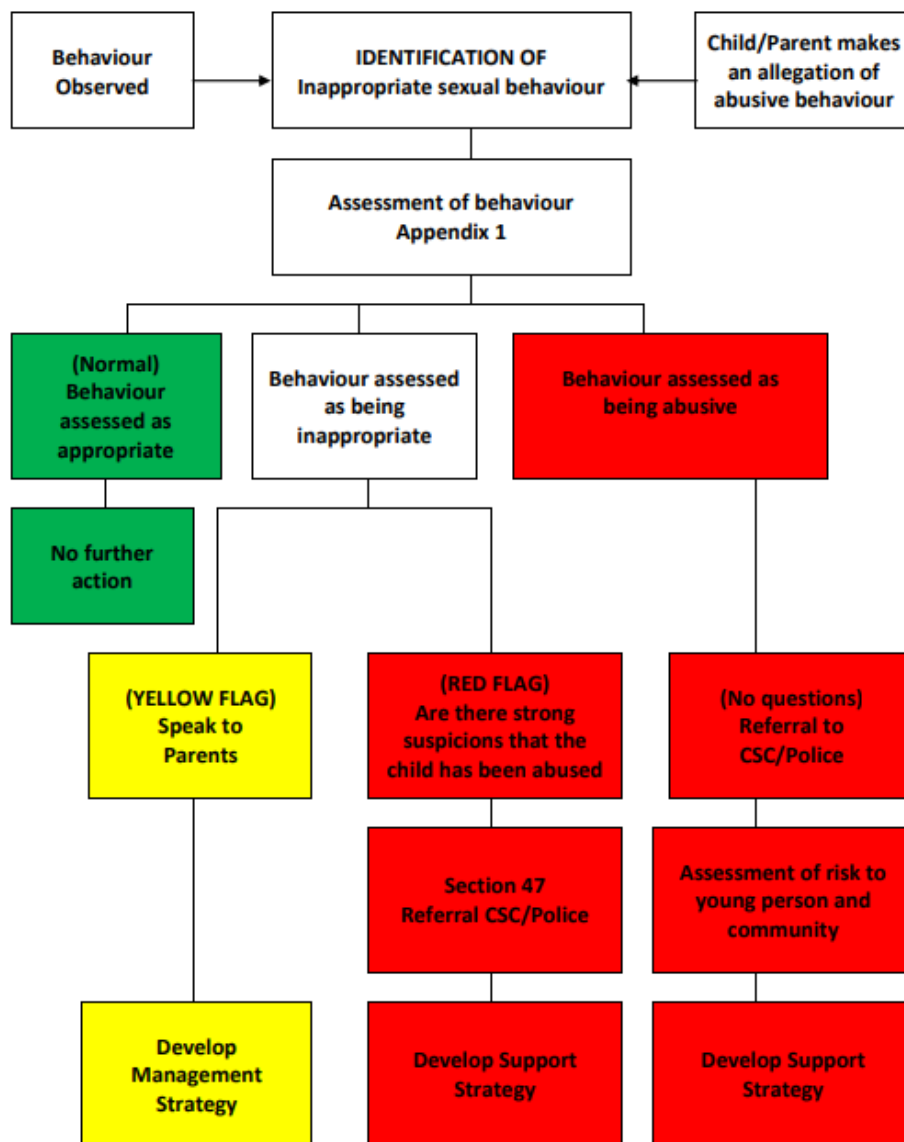 Behaviour
Observed
IDENTIFICATION OF
Inappropriate sexual behaviour
Child/Parent makes
an allegation of
abusive behaviour
Assessment of behaviour
Appendix 1
(Normal)
Behaviour
assessed as
appropriate
Behaviour assessed
as being
inappropriate
Behaviour assessed as
being abusive
No further
action
(YELLOW FLAG)
Speak to
Parents
(RED FLAG)
Are there strong
suspicions that the
child has been abused
(No questions)
Referral to
CSC/Police
Section 47
Referral CSC/Police
Assessment of risk to
young person and
community
Develop
Management
Strategy
Develop Support
Strategy
Develop Support
Strategy